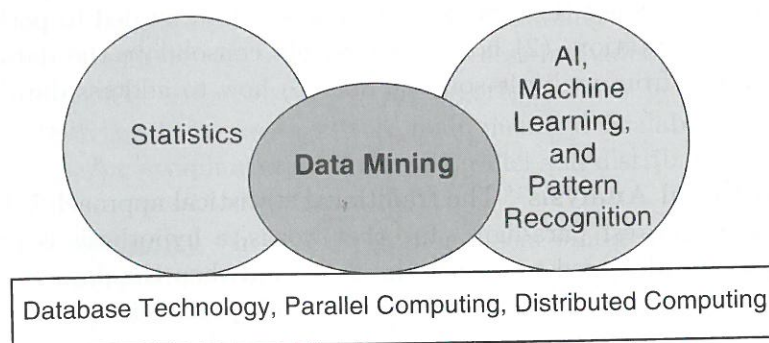 Statistics
Data Mining
AI,
Machine
Learning,
and
Pattern
Recognition
Database Technology, Parallel Computing, Distributed Computing